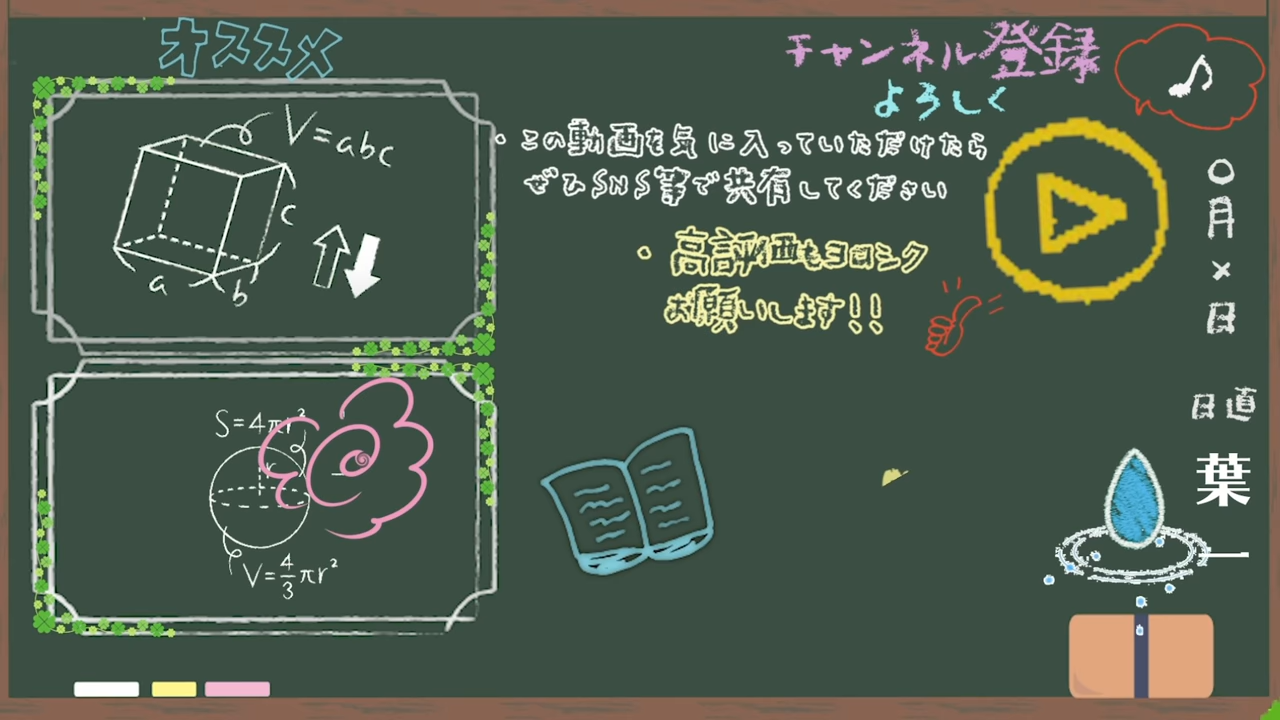 オススメ
V=abc
c
a
b
S=4πr²
r
V=4/3πr²
チャンネル登録
よろしく
・この動画を気に入っていただけたら
ぜひSNS等で共有してください
・高評価もヨロシク
お願いします!!
〇月×日
日直
葉一